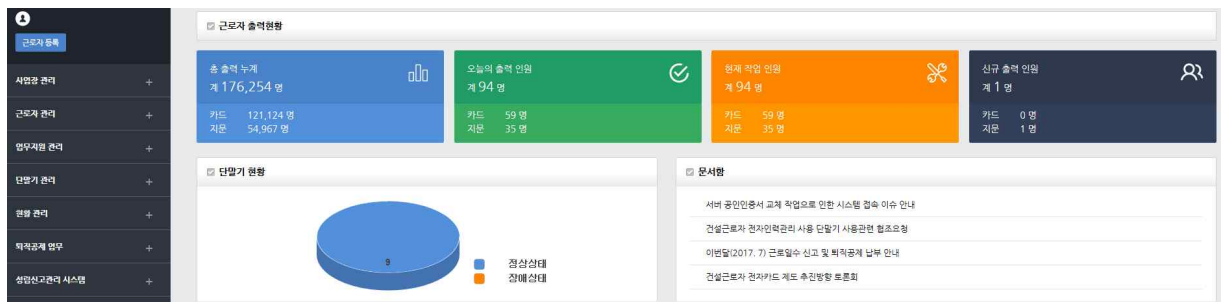 근로자 등록
사업장 관리 +
근로자 관리 +
업무지원 관리 +
단말기 관리 +
현황 관리 +
퇴직공제 업무 +
성립신고관리 시스템 +
근로자 출력현황
총 출력 누계
계 176,254 명
카드 121,124 명
지문 54,967 명
오늘의 출력 인원
계 94 명
카드 59 명
지문 35 명
현재 작업 인원
계 94 명
카드 59 명
지문 35 명
신규 출력 인원
계 1 명
카드 0 명
지문 1 명
단말기 현황
9
정상상태
장애상태
문서함
서버 공인인증서 교체 작업으로 인한 시스템 접속 이슈 안내
건설근로자 전자인력관리 사용 단말기 사용관련 협조요청
이번달(2017. 7) 근로일수 신고 및 퇴직공제 납부 안내
건설근로자 전자카드 제도 추진방향 토론회